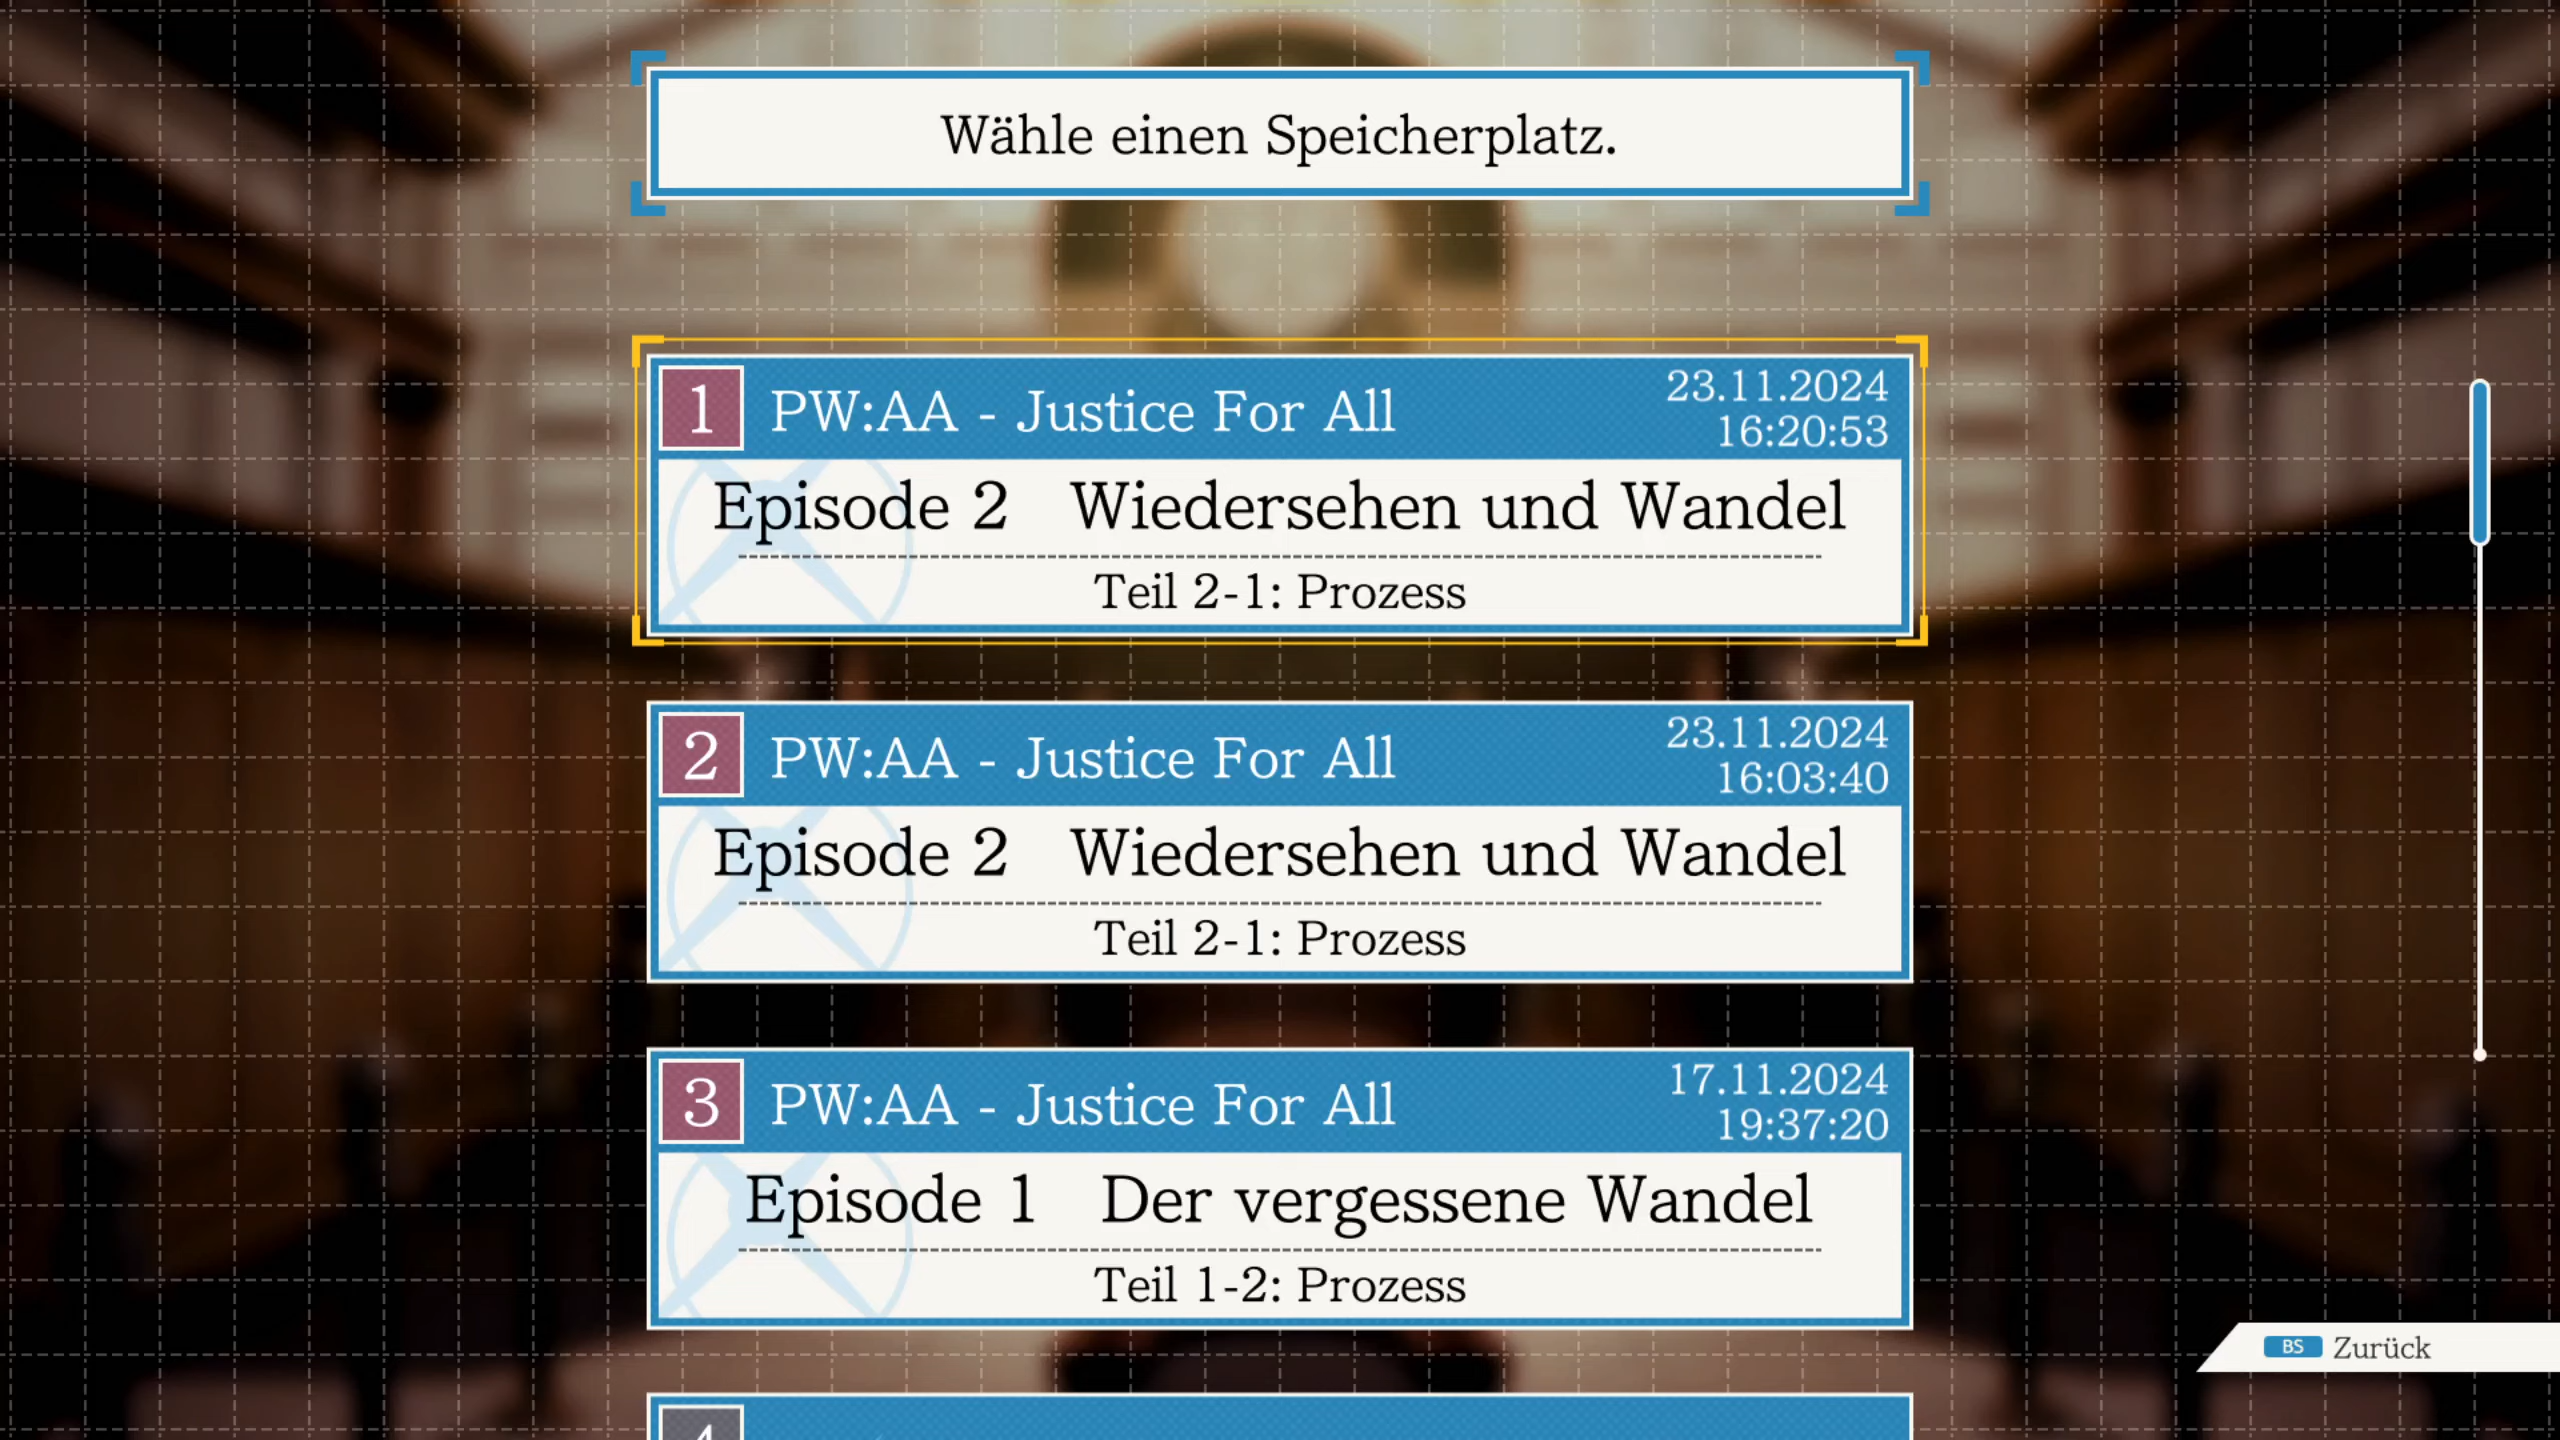 Wähle einen Speicherplatz.
1 PW:AA - Justice For All 23.11.2024
16:20:53
Episode 2 Wiedersehen und Wandel
Teil 2-1: Prozess
2 PW:AA - Justice For All 23.11.2024
16:03:40
Episode 2 Wiedersehen und Wandel
Teil 2-1: Prozess
3 PW:AA - Justice For All 17.11.2024
19:37:20
Episode 1 Der vergessene Wandel
Teil 1-2: Prozess
BS Zurück
4